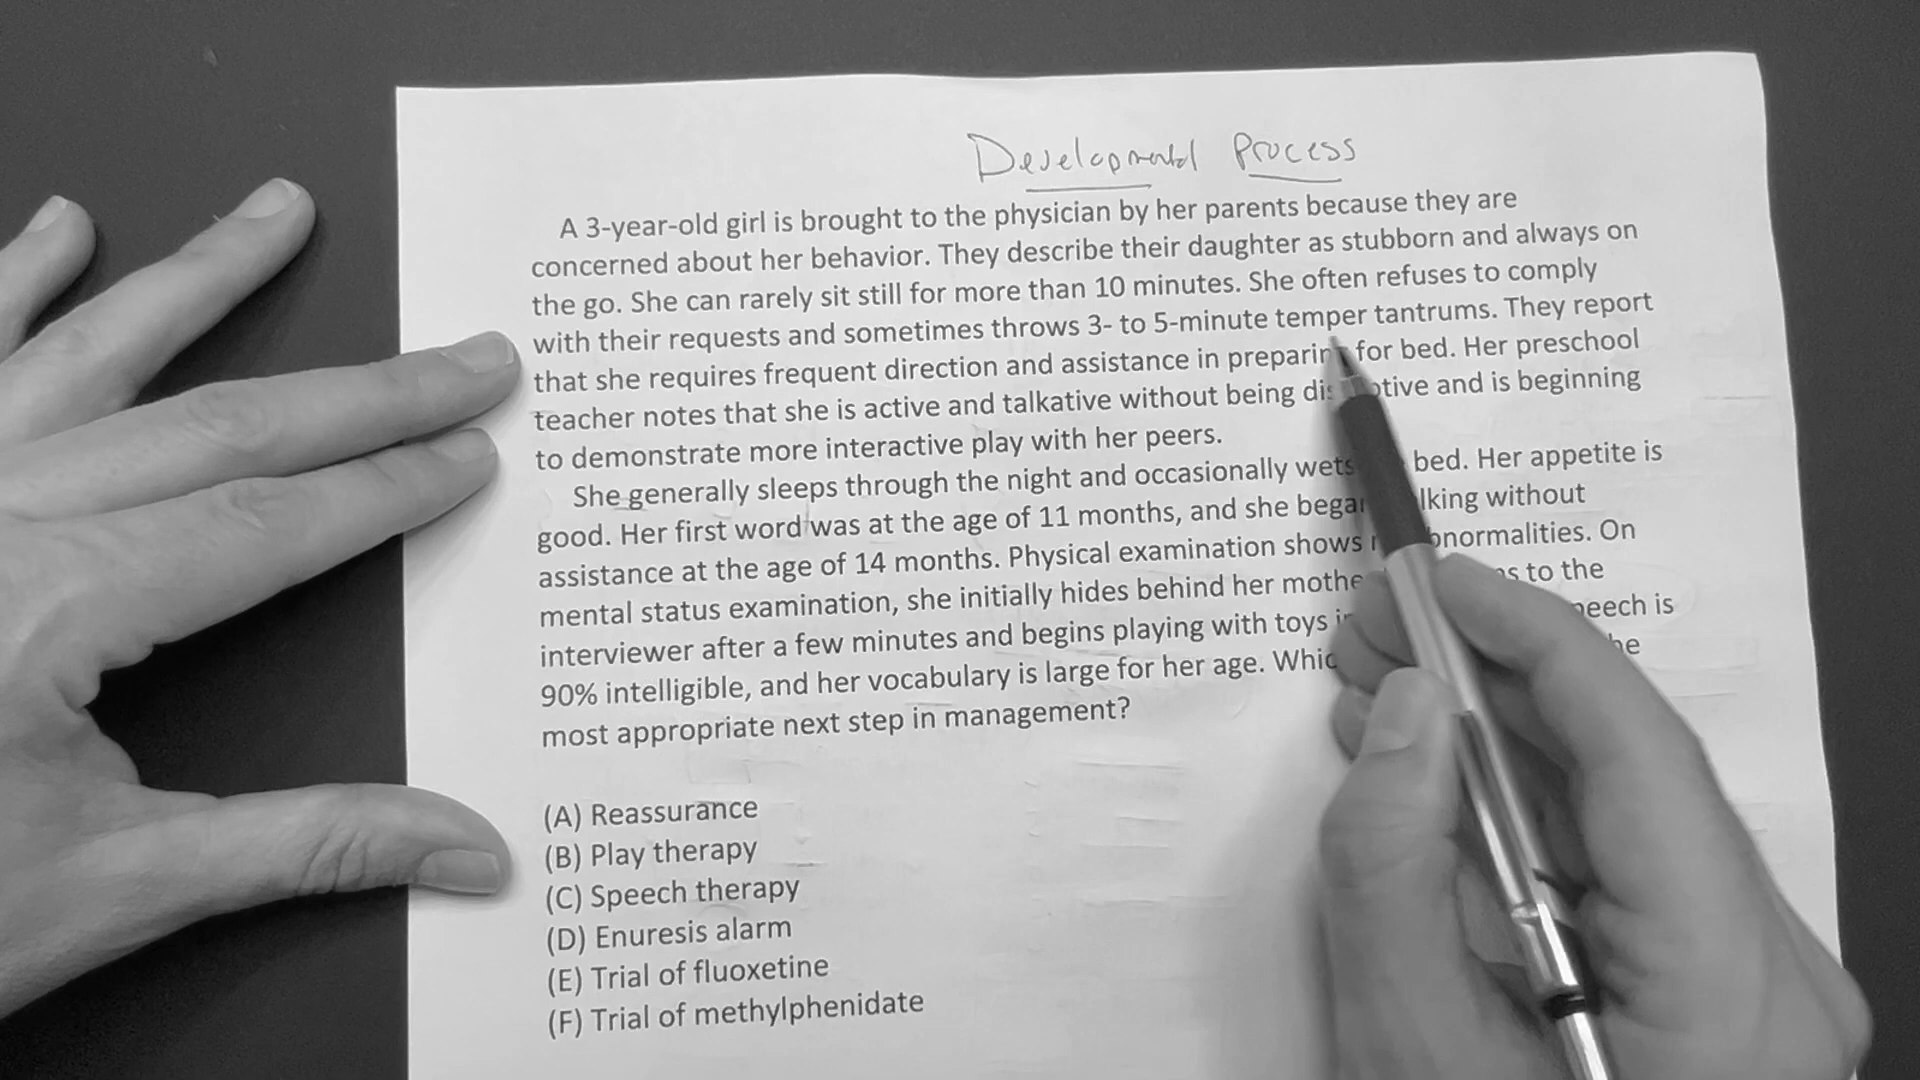 Developmental Process
A 3-year-old girl is brought to the physician by her parents because they are
concerned about her behavior. They describe their daughter as stubborn and always on
the go. She can rarely sit still for more than 10 minutes. She often refuses to comply
with their requests and sometimes throws 3- to 5-minute temper tantrums. They report
that she requires frequent direction and assistance in preparin for bed. Her preschool
teacher notes that she is active and talkative without being dis ptive and is beginning
to demonstrate more interactive play with her peers.
She generally sleeps through the night and occasionally wets bed. Her appetite is
good. Her first word was at the age of 11 months, and she began lking without
assistance at the age of 14 months. Physical examination shows bnormalities. On
mental status examination, she initially hides behind her mothe s to the
interviewer after a few minutes and begins playing with toys i peech is
90% intelligible, and her vocabulary is large for her age. Whic he
most appropriate next step in management?
(A) Reassurance
(B) Play therapy
(C) Speech therapy
(D) Enuresis alarm
(E) Trial of fluoxetine
(F) Trial of methylphenidate